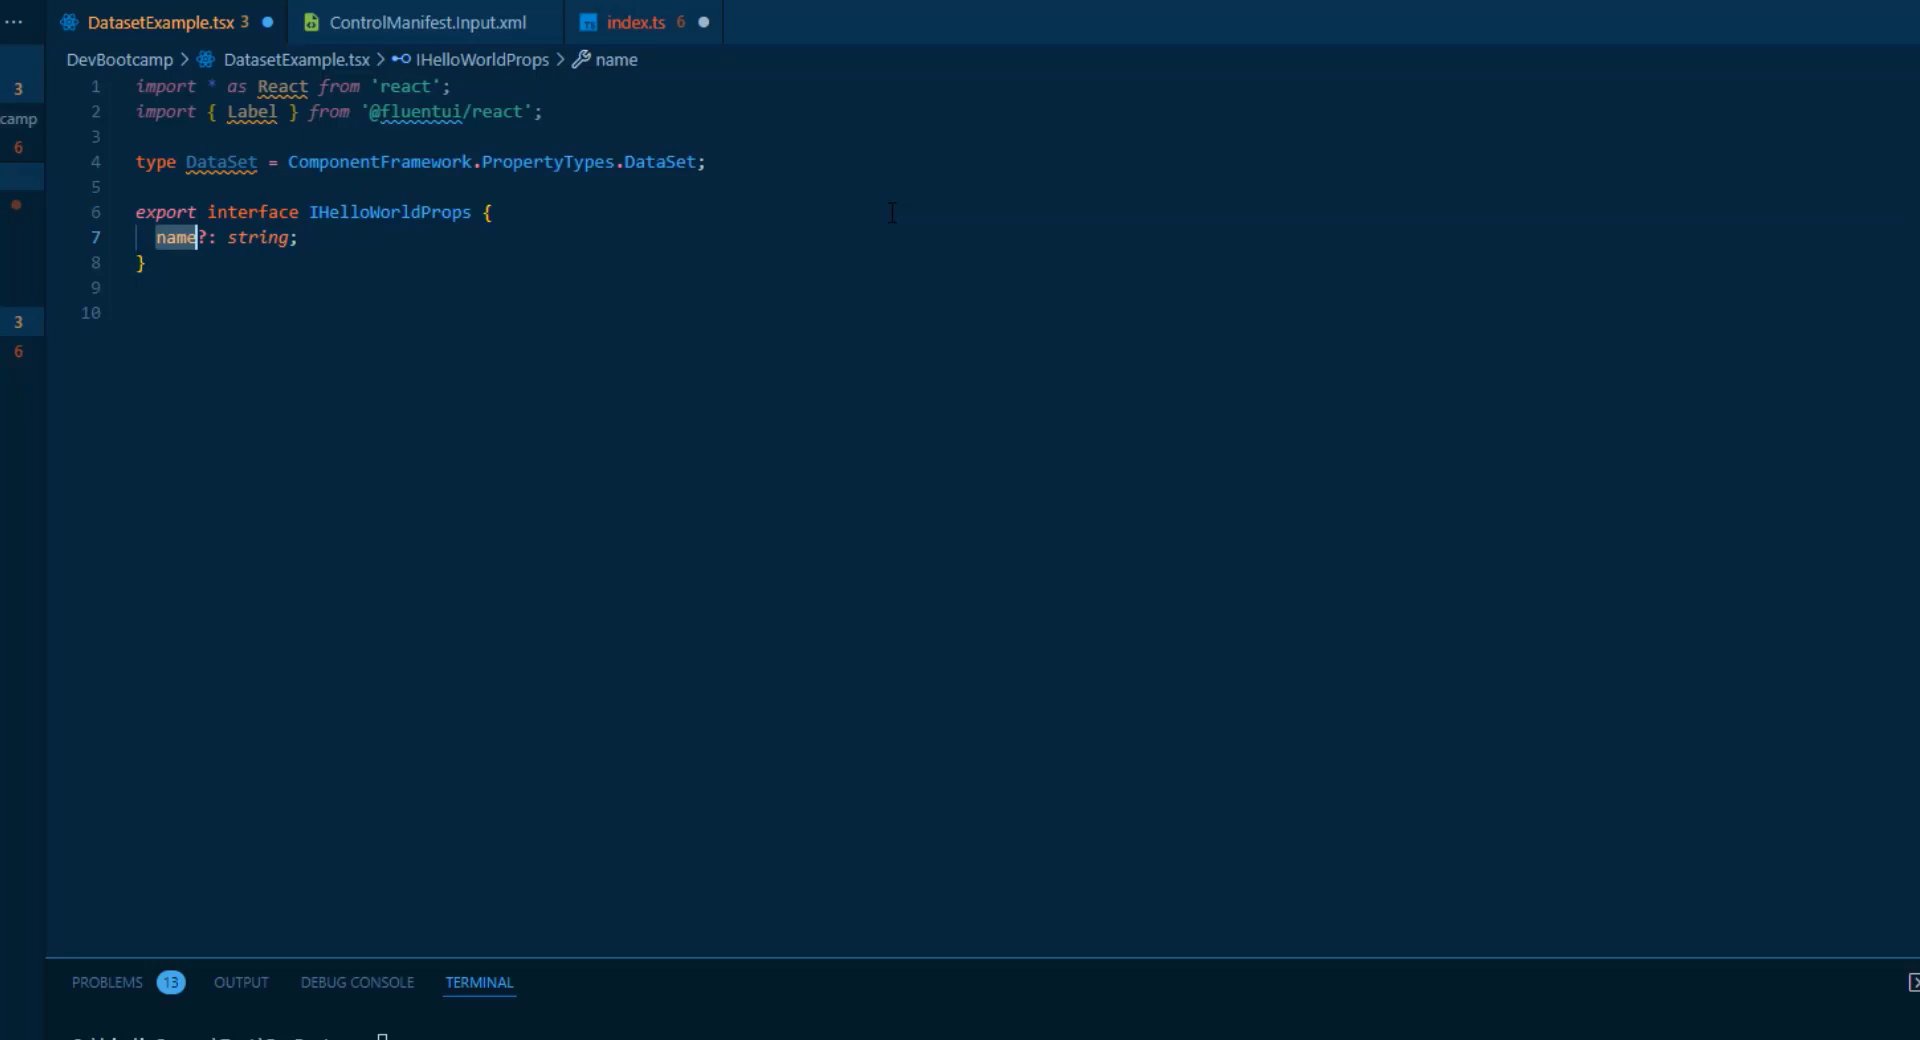 ··· DatasetExample.tsx 3 ControlManifest.Input.xml TS index.ts 6
DevBootcamp > DatasetExample.tsx > IHelloWorldProps > name
3
camp
6
3
6
1 import * as React from 'react';
2 import { Label } from '@fluentui/react';
3
4 type DataSet = ComponentFramework.PropertyTypes.DataSet;
5
6 export interface IHelloWorldProps {
7 name?: string;
8 }
9
10
PROBLEMS 13 OUTPUT DEBUG CONSOLE TERMINAL